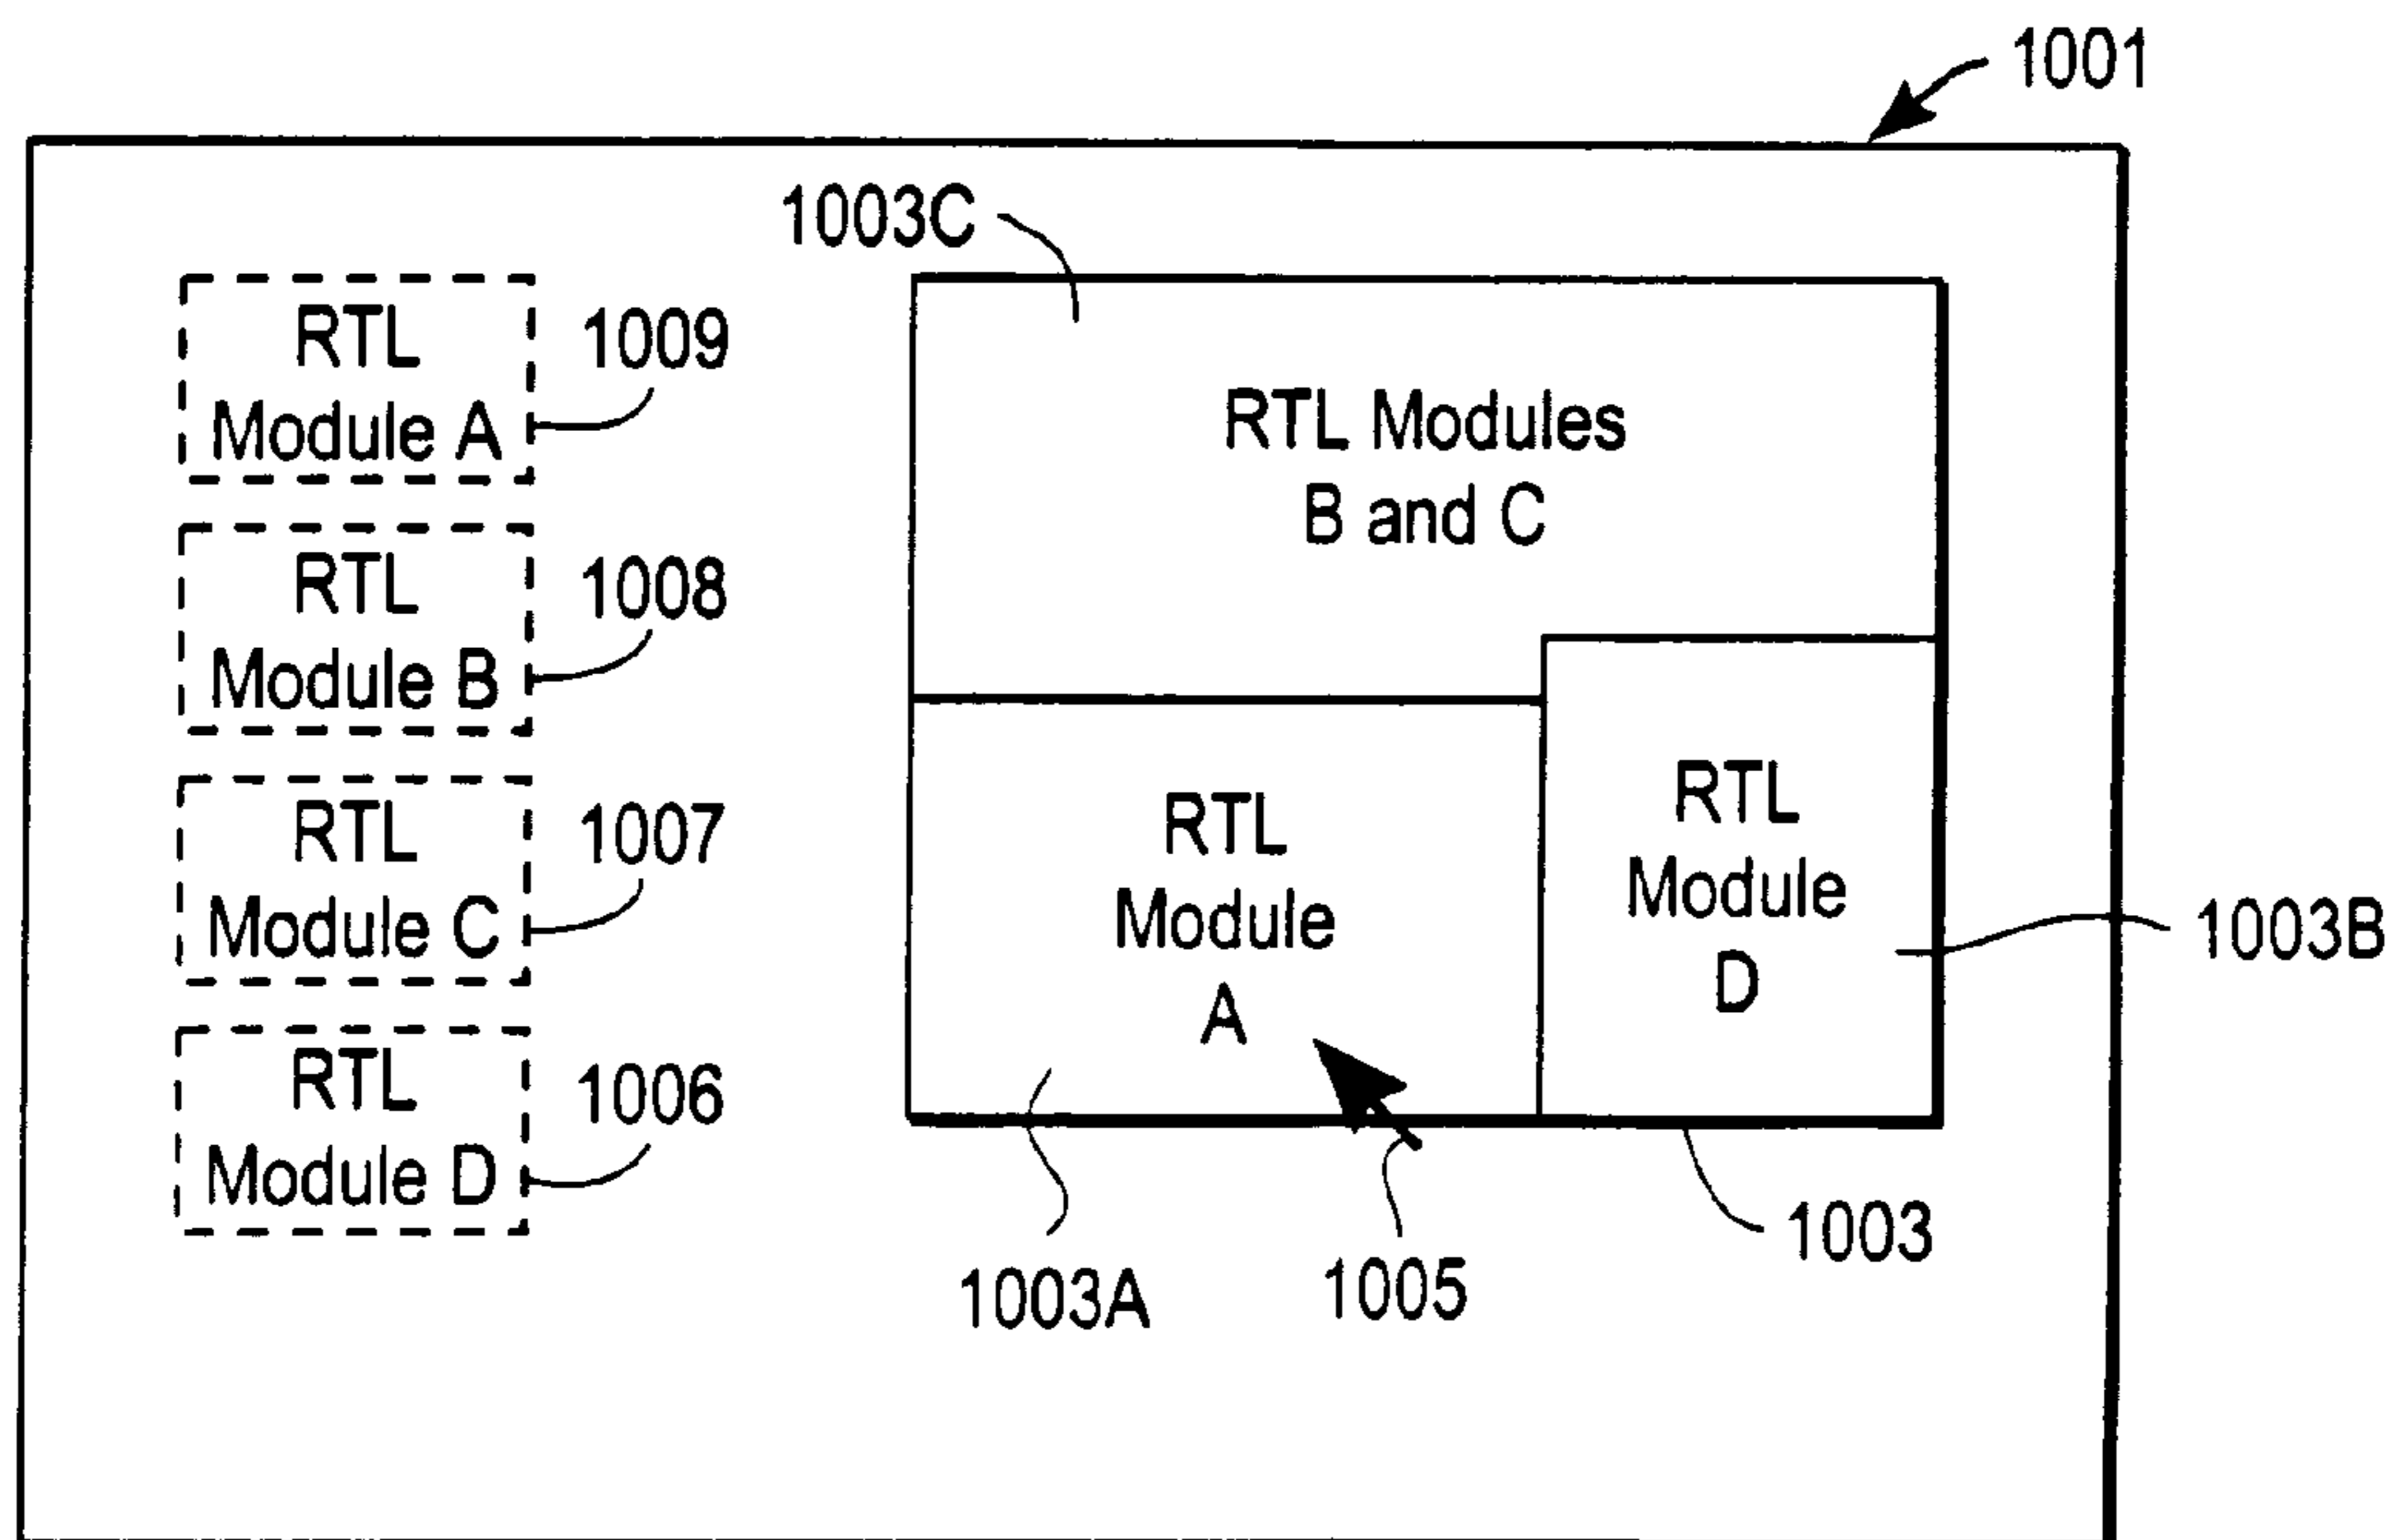 1001
1003C
RTL
Module A
1009
RTL
Module B
1008
RTL
Module C
1007
RTL
Module D
1006
RTL Modules
B and C
RTL
Module
A
RTL
Module
D
1003B
1003
1003A
1005